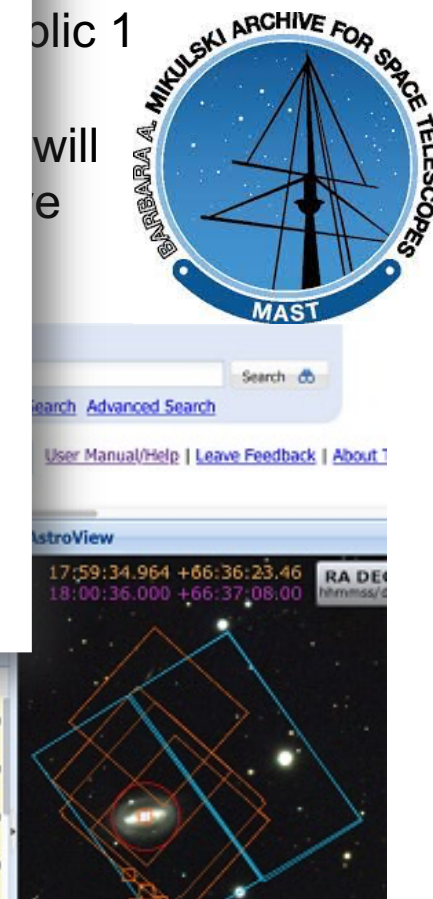 blic 1
will
e
BARBARA A. MIKULSKI ARCHIVE FOR SPACE TELESCOPES
MAST
Search
earch Advanced Search
User Manual/Help | Leave Feedback | About T
AstroView
17:59:34.964 +66:36:23.46 RA DEC
18:00:36.000 +66:37:08.00 hhmmss/d